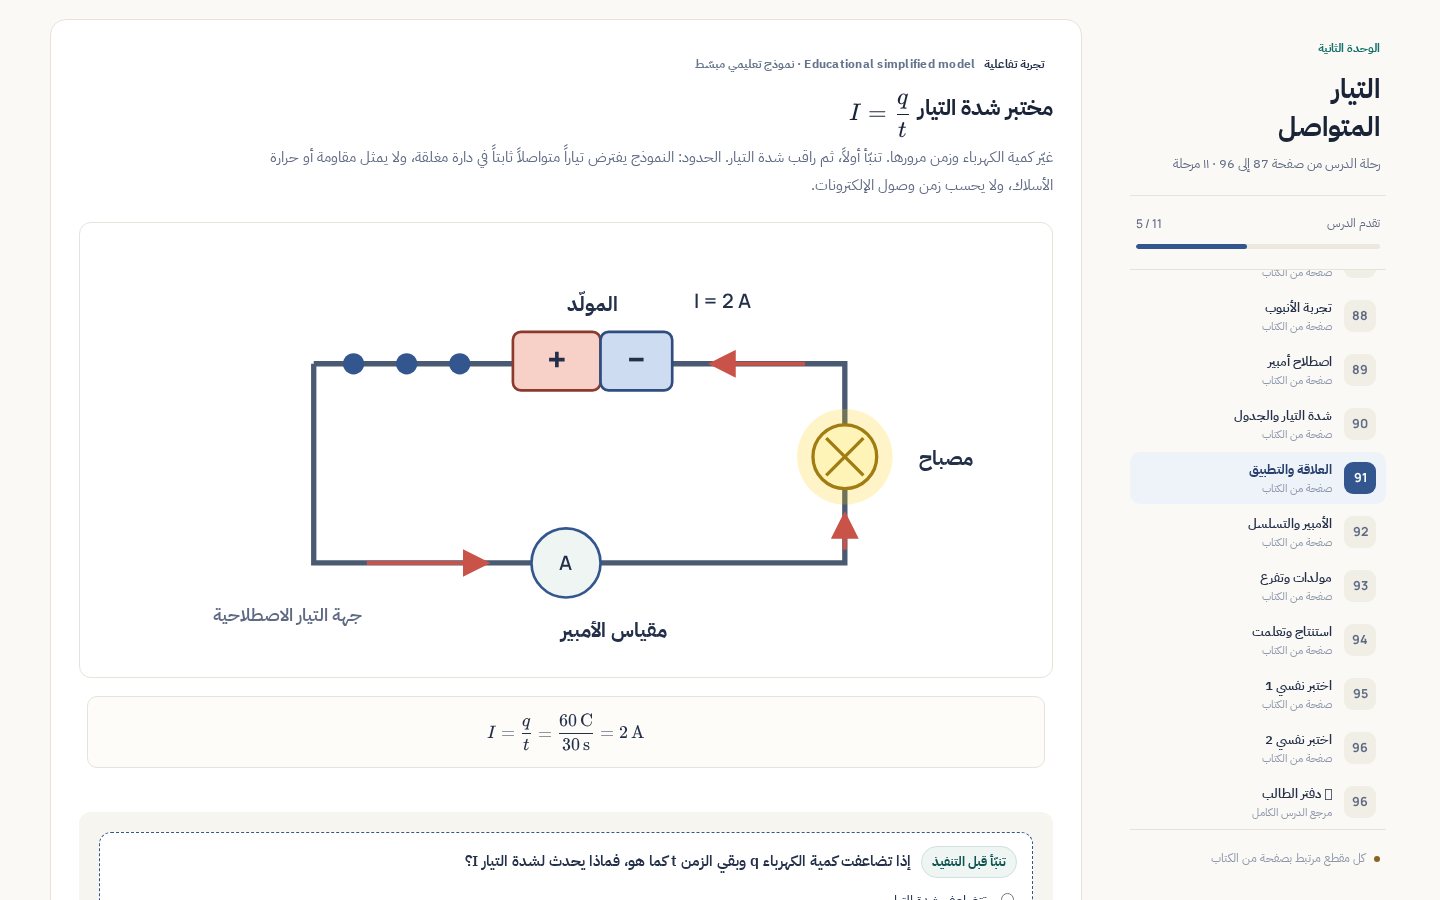 الوحدة الثانية
التيار
المتواصل
رحلة الدرس من صفحة 87 إلى 96 · ١١ مرحلة
تقدم الدرس
5 / 11
صفحة من الكتاب
88
تجربة الأنبوب
صفحة من الكتاب
89
اصطلاح أمبير
صفحة من الكتاب
90
شدة التيار والجدول
صفحة من الكتاب
91
العلاقة والتطبيق
صفحة من الكتاب
92
الأمبير والتسلسل
صفحة من الكتاب
93
مولدات وتفرع
صفحة من الكتاب
94
استنتاج وتعلمت
صفحة من الكتاب
95
اختبر نفسي 1
صفحة من الكتاب
96
اختبر نفسي 2
صفحة من الكتاب
96
دفتر الطالب
مرجع الدرس الكامل
كل مقطع مرتبط بصفحة من الكتاب
تجربة تفاعلية Educational simplified model · نموذج تعليمي مبسّط
مختبر شدة التيار I = q/t
غيّر كمية الكهرباء وزمن مرورها. تنبّأ أولاً، ثم راقب شدة التيار. الحدود: النموذج يفترض تياراً متواصلاً ثابتاً في دارة مغلقة، ولا يمثل مقاومة أو حرارة
الأسلاك، ولا يحسب زمن وصول الإلكترونات.
المولّد
I = 2 A
+ −
مصباح
A
جهة التيار الاصطلاحية
مقياس الأمبير
I = q/t = 60 C/30 s = 2 A
تنبّأ قبل التنفيذ
إذا تضاعفت كمية الكهرباء q وبقي الزمن t كما هو، فماذا يحدث لشدة التيار I؟